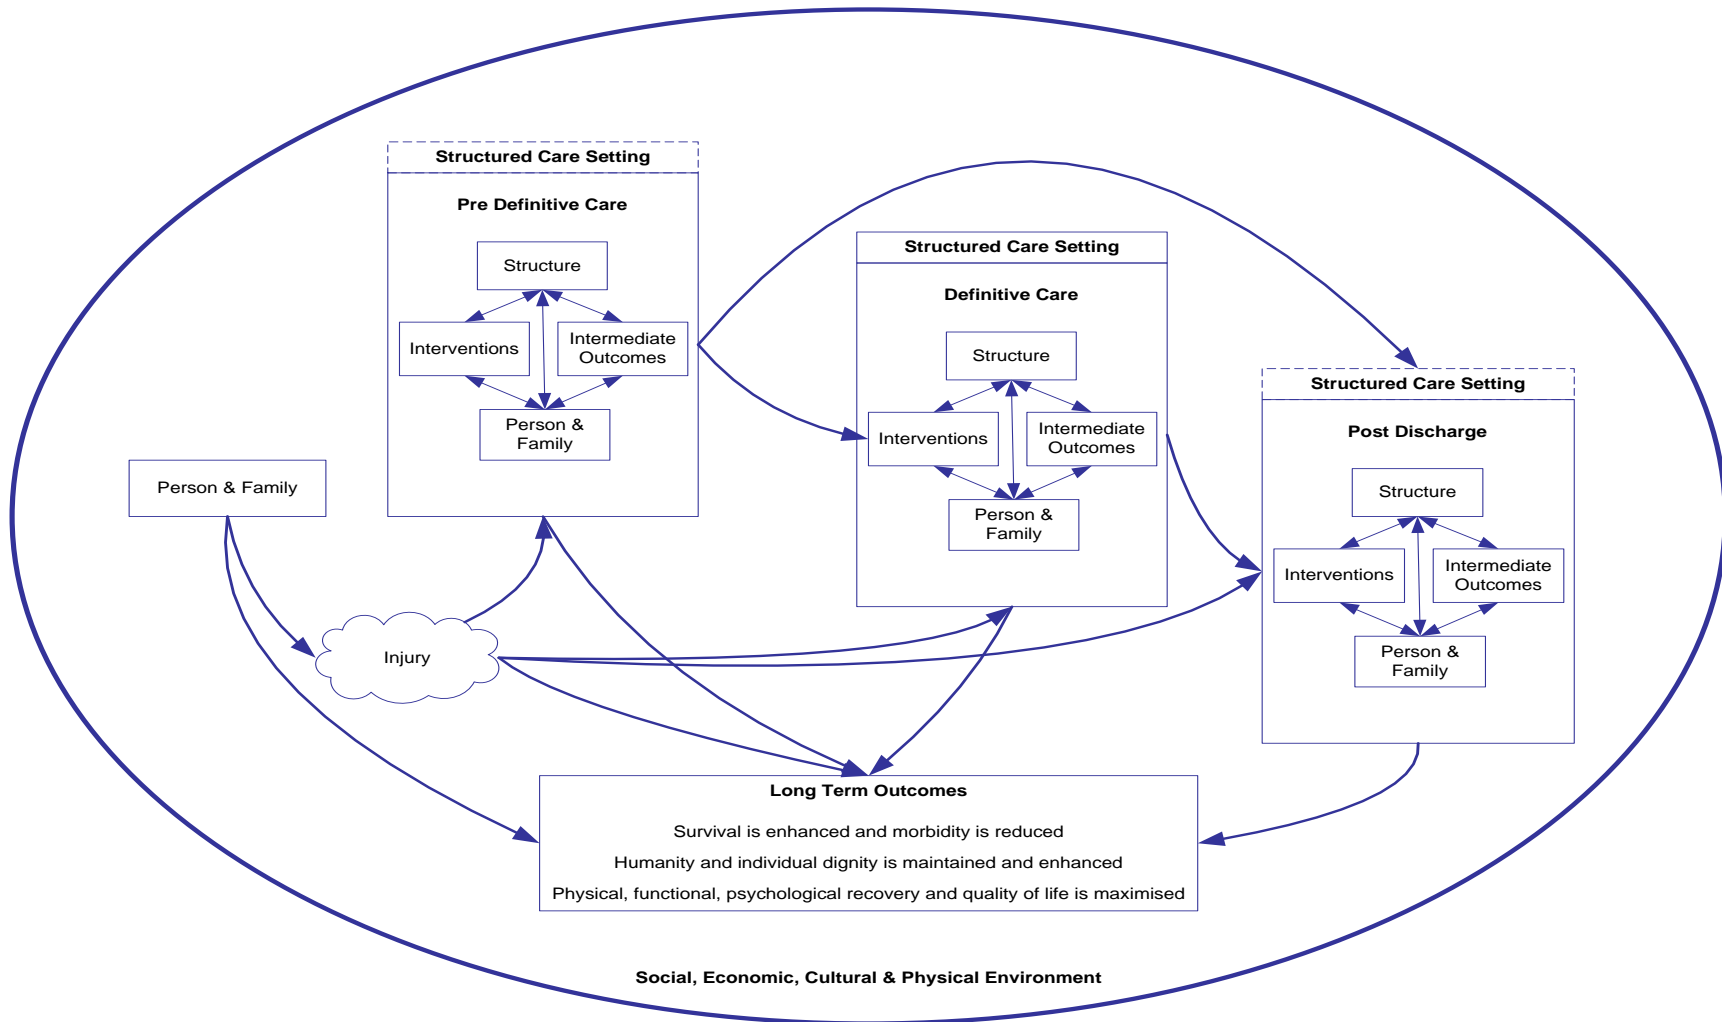 Structured Care Setting
Pre Definitive Care
Structure
Interventions
Intermediate
Outcomes
Person &
Family
Structured Care Setting
Definitive Care
Structure
Interventions
Intermediate
Outcomes
Person &
Family
Structured Care Setting
Post Discharge
Structure
Interventions
Intermediate
Outcomes
Person &
Family
Person & Family
Injury
Long Term Outcomes
Survival is enhanced and morbidity is reduced
Humanity and individual dignity is maintained and enhanced
Physical, functional, psychological recovery and quality of life is maximised
Social, Economic, Cultural & Physical Environment